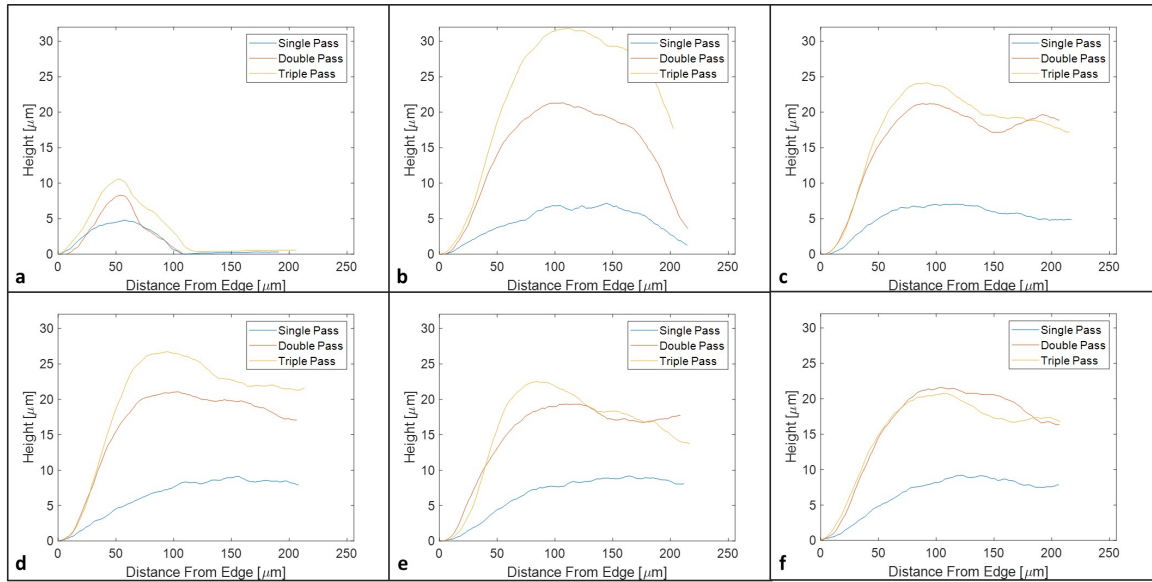 30
25
20
15
10
5
0
Height [μm]
Single Pass
Double Pass
Triple Pass
0 50 100 150 200 250
Distance From Edge [μm]
a
30
25
20
15
10
5
0
Height [μm]
Single Pass
Double Pass
Triple Pass
0 50 100 150 200 250
Distance From Edge [μm]
b
30
25
20
15
10
5
0
Height [μm]
Single Pass
Double Pass
Triple Pass
0 50 100 150 200 250
Distance From Edge [μm]
c
30
25
20
15
10
5
0
Height [μm]
Single Pass
Double Pass
Triple Pass
0 50 100 150 200 250
Distance From Edge [μm]
d
30
25
20
15
10
5
0
Height [μm]
Single Pass
Double Pass
Triple Pass
0 50 100 150 200 250
Distance From Edge [μm]
e
30
25
20
15
10
5
0
Height [μm]
Single Pass
Double Pass
Triple Pass
0 50 100 150 200 250
Distance From Edge [μm]
f